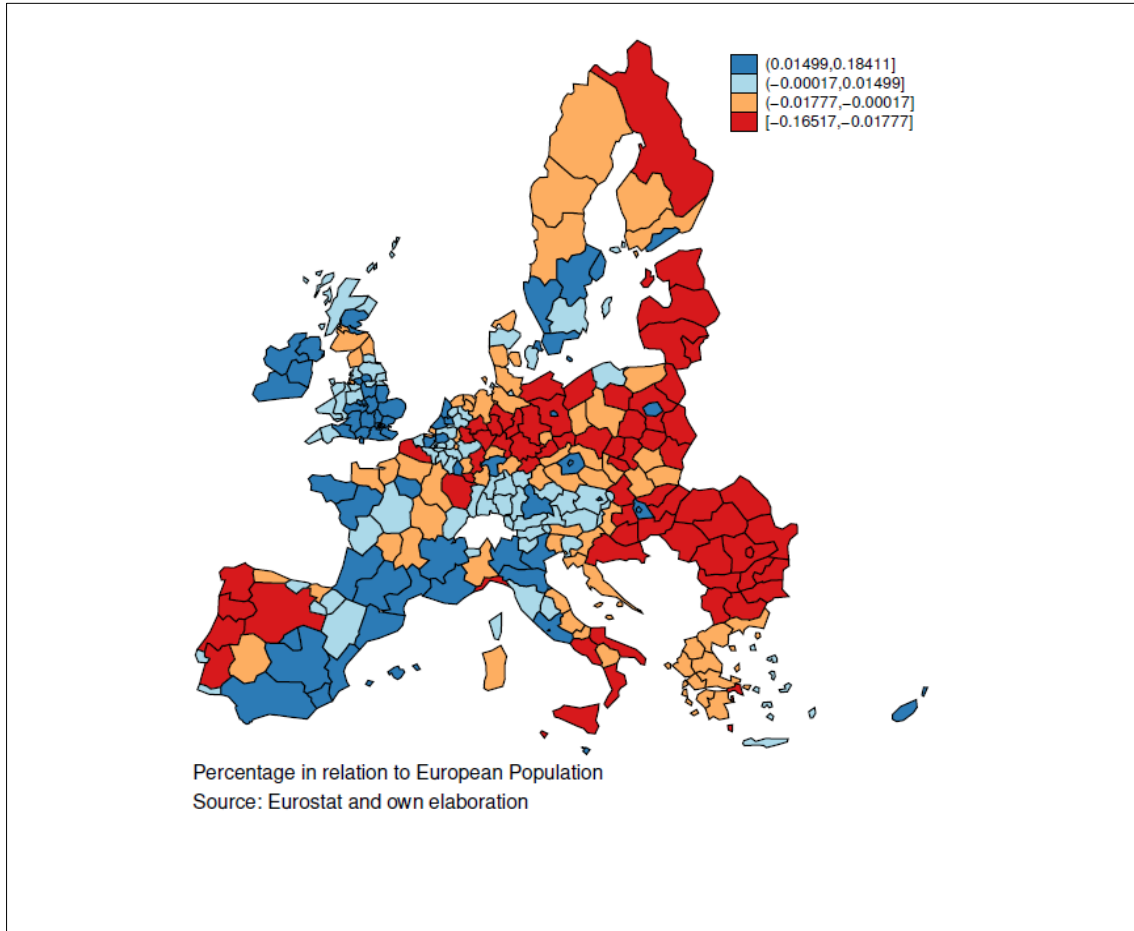 (0.01499,0.18411]
(−0.00017,0.01499]
(−0.01777,−0.00017]
[−0.16517,−0.01777]
Percentage in relation to European Population
Source: Eurostat and own elaboration